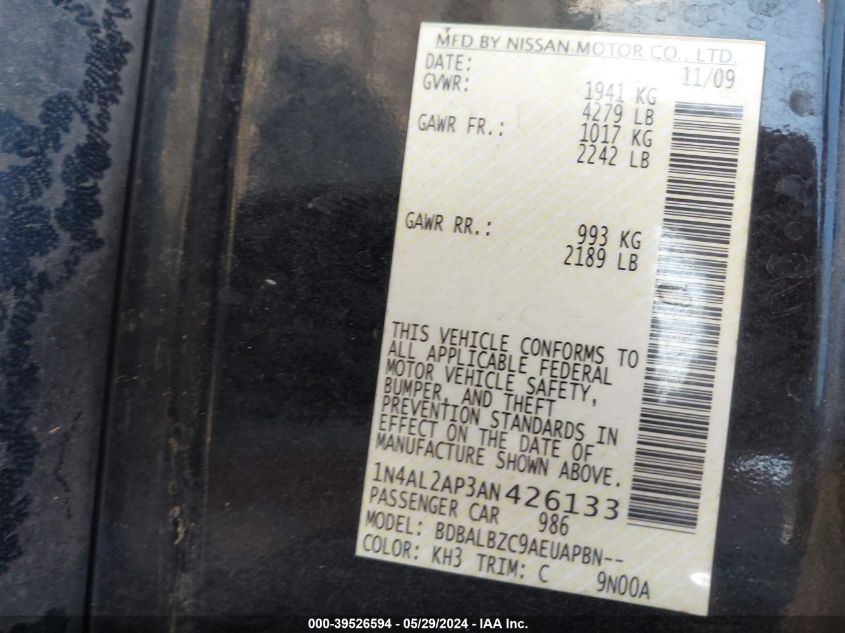 MFD BY NISSAN MOTOR CO., LTD.
DATE: 11/09
GVWR: 1941 KG
4279 LB
GAWR FR.: 1017 KG
2242 LB
GAWR RR.: 993 KG
2189 LB
THIS VEHICLE CONFORMS TO
ALL APPLICABLE FEDERAL
MOTOR VEHICLE SAFETY,
BUMPER, AND THEFT
PREVENTION STANDARDS IN
EFFECT ON THE DATE OF
MANUFACTURE SHOWN ABOVE.
1N4AL2AP3AN426133
PASSENGER CAR 986
MODEL: BDBALBZC9AEUAPBN--
COLOR: KH3 TRIM: C 9N00A
000-39526594 / 05/29/2024 - IAA Inc.